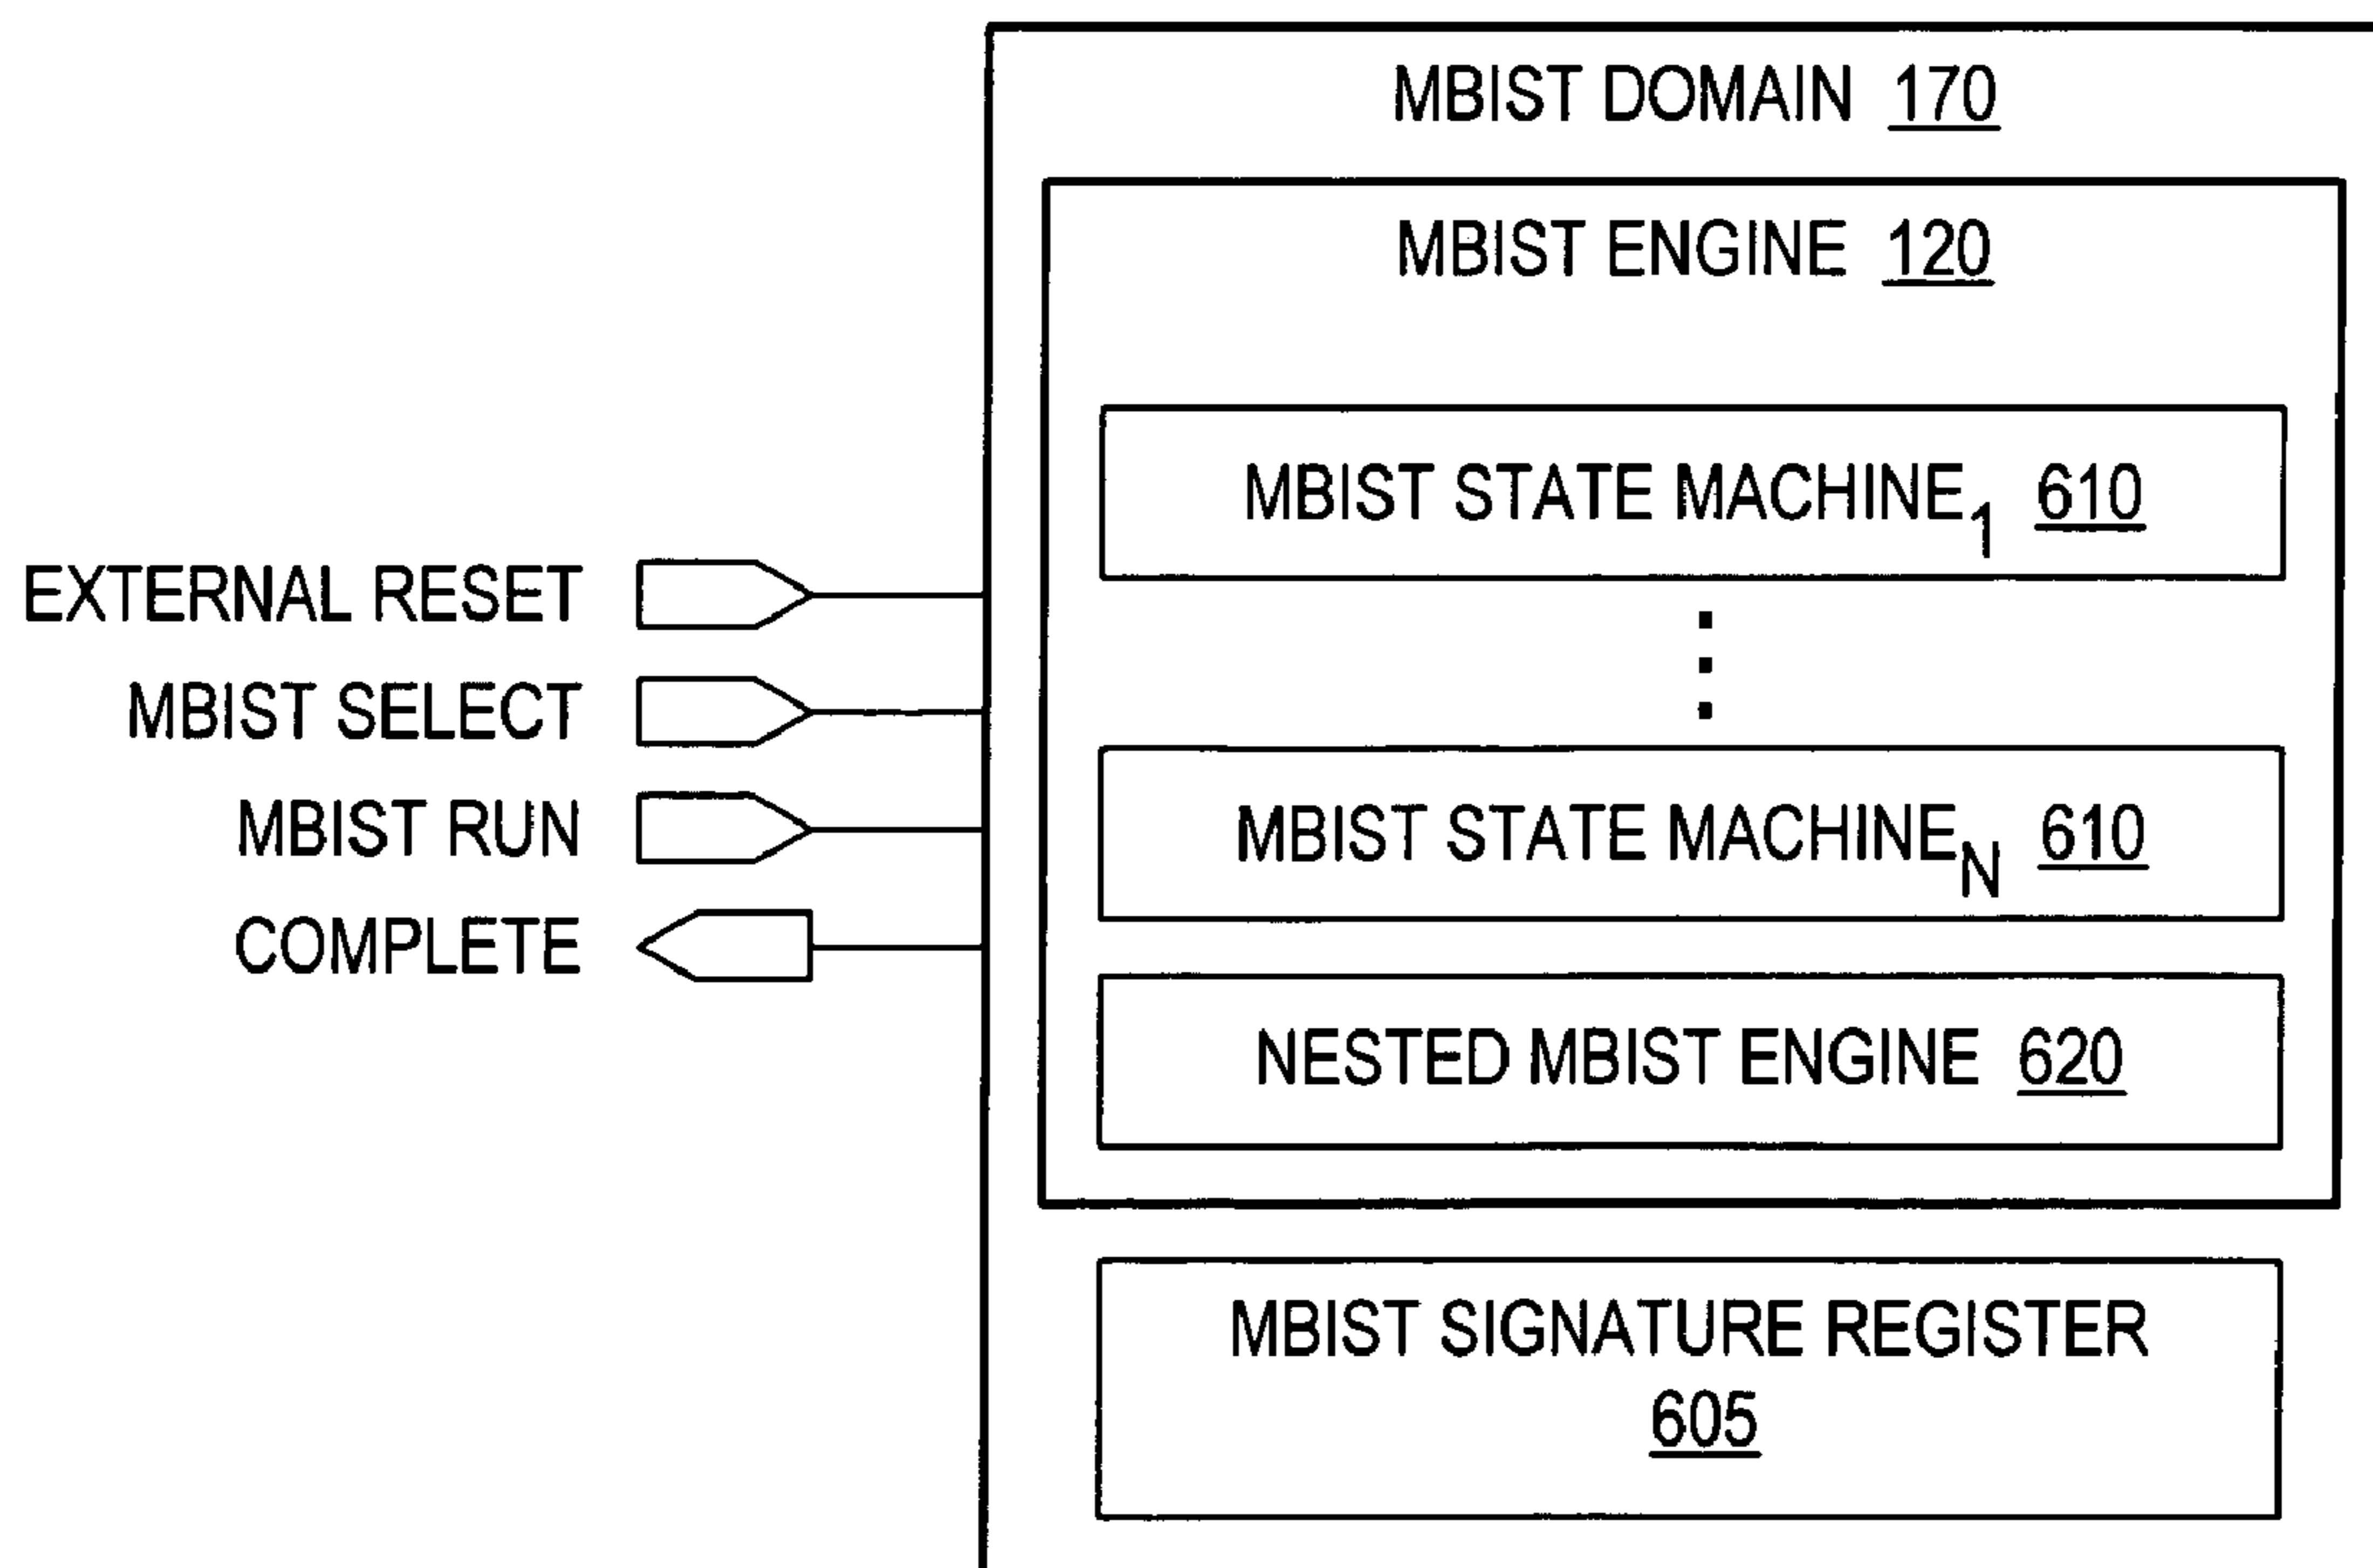 MBIST DOMAIN 170
MBIST ENGINE 120
MBIST STATE MACHINE1 610
EXTERNAL RESET
MBIST SELECT
MBIST RUN
MBIST STATE MACHINEN 610
COMPLETE
NESTED MBIST ENGINE 620
MBIST SIGNATURE REGISTER
605